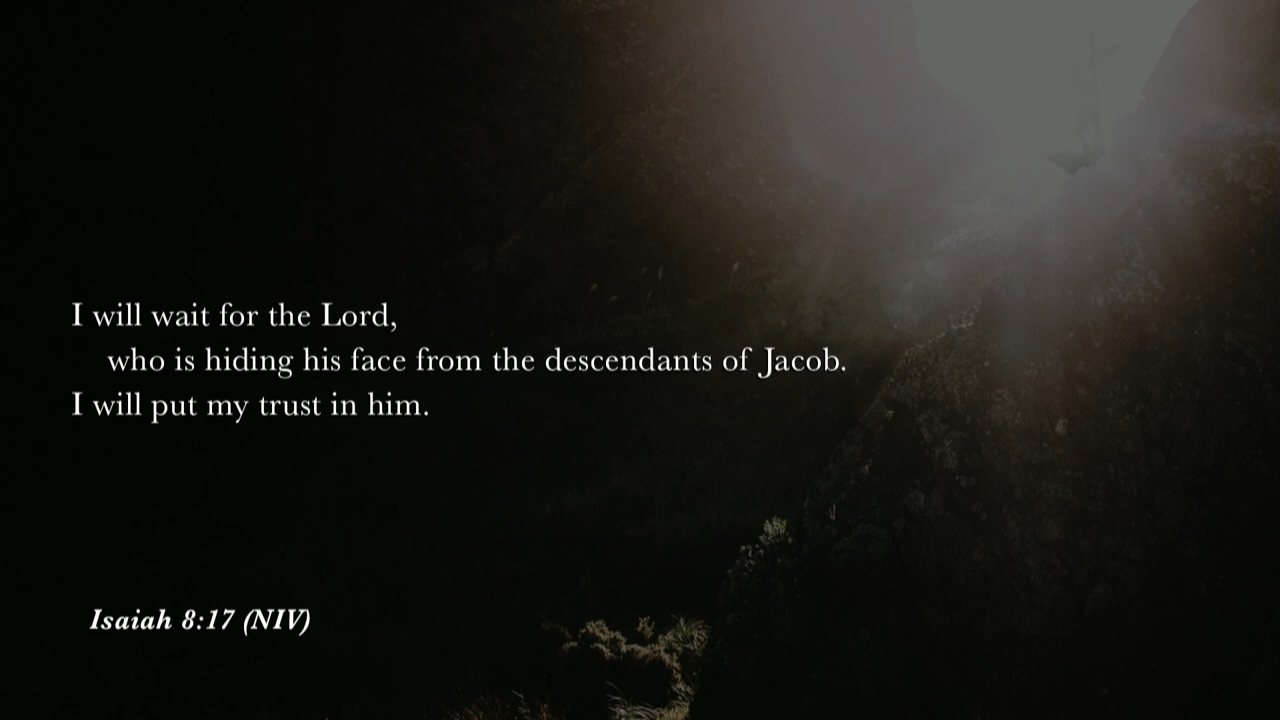 I will wait for the Lord,
who is hiding his face from the descendants of Jacob.
I will put my trust in him.
Isaiah 8:17 (NIV)